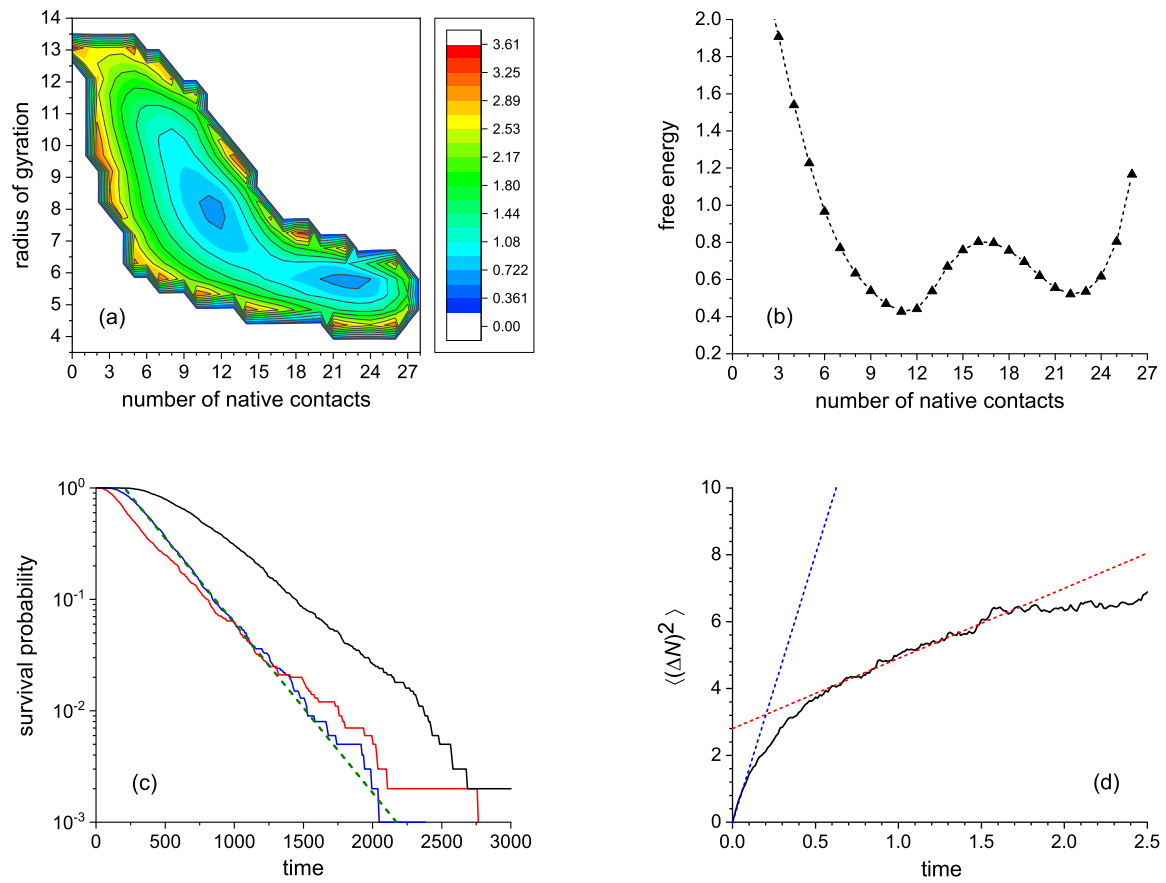 14
13
12
11
10
9
8
7
6
5
4
0 3 6 9 12 15 18 21 24 27
radius of gyration
number of native contacts
(a)
3.61
3.25
2.89
2.53
2.17
1.80
1.44
1.08
0.722
0.361
0.00
2.0
1.8
1.6
1.4
1.2
1.0
0.8
0.6
0.4
0.2
0 3 6 9 12 15 18 21 24 27
free energy
number of native contacts
(b)
10^0
10^-1
10^-2
10^-3
0 500 1000 1500 2000 2500 3000
survival probability
time
(c)
10
8
6
4
2
0
0.0 0.5 1.0 1.5 2.0 2.5
⟨(ΔN)^2⟩
time
(d)